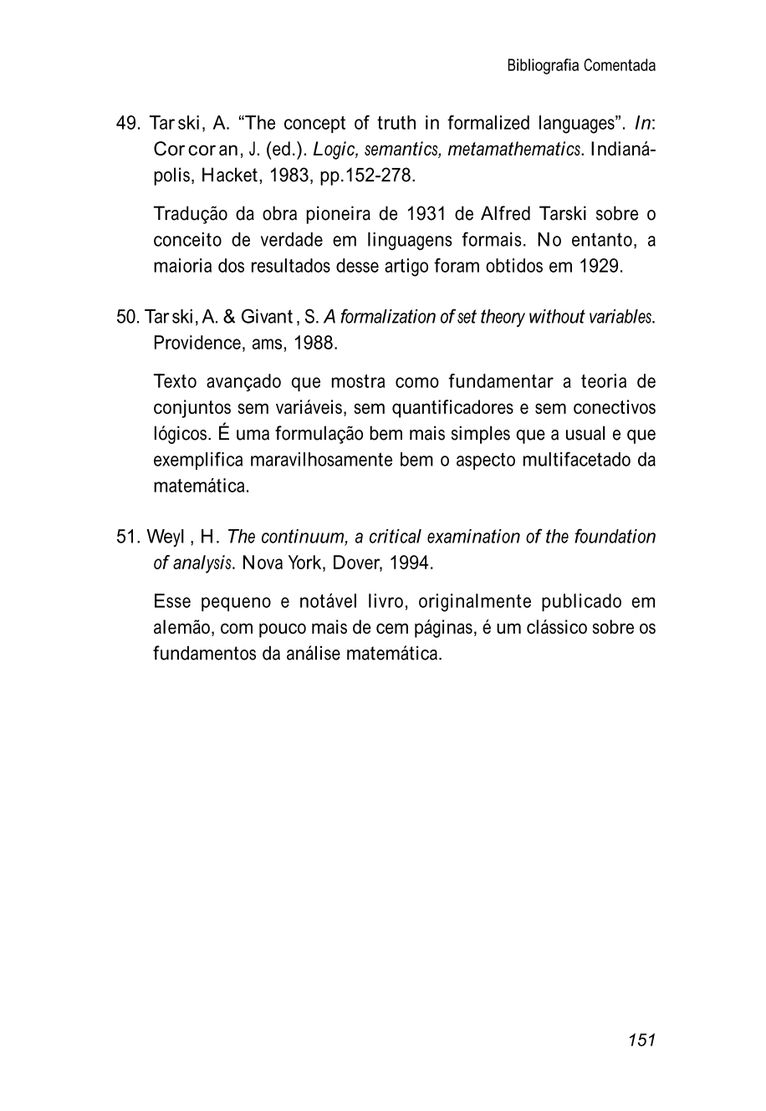 Bibliografia Comentada
49. Tarski, A. “The concept of truth in formalized languages”. In:
Corcoran, J. (ed.). Logic, semantics, metamathematics. Indianá-
polis, Hacket, 1983, pp.152-278.
Tradução da obra pioneira de 1931 de Alfred Tarski sobre o
conceito de verdade em linguagens formais. No entanto, a
maioria dos resultados desse artigo foram obtidos em 1929.
50. Tarski, A. & Givant, S. A formalization of set theory without variables.
Providence, ams, 1988.
Texto avançado que mostra como fundamentar a teoria de
conjuntos sem variáveis, sem quantificadores e sem conectivos
lógicos. É uma formulação bem mais simples que a usual e que
exemplifica maravilhosamente bem o aspecto multifacetado da
matemática.
51. Weyl, H. The continuum, a critical examination of the foundation
of analysis. Nova York, Dover, 1994.
Esse pequeno e notável livro, originalmente publicado em
alemão, com pouco mais de cem páginas, é um clássico sobre os
fundamentos da análise matemática.
151